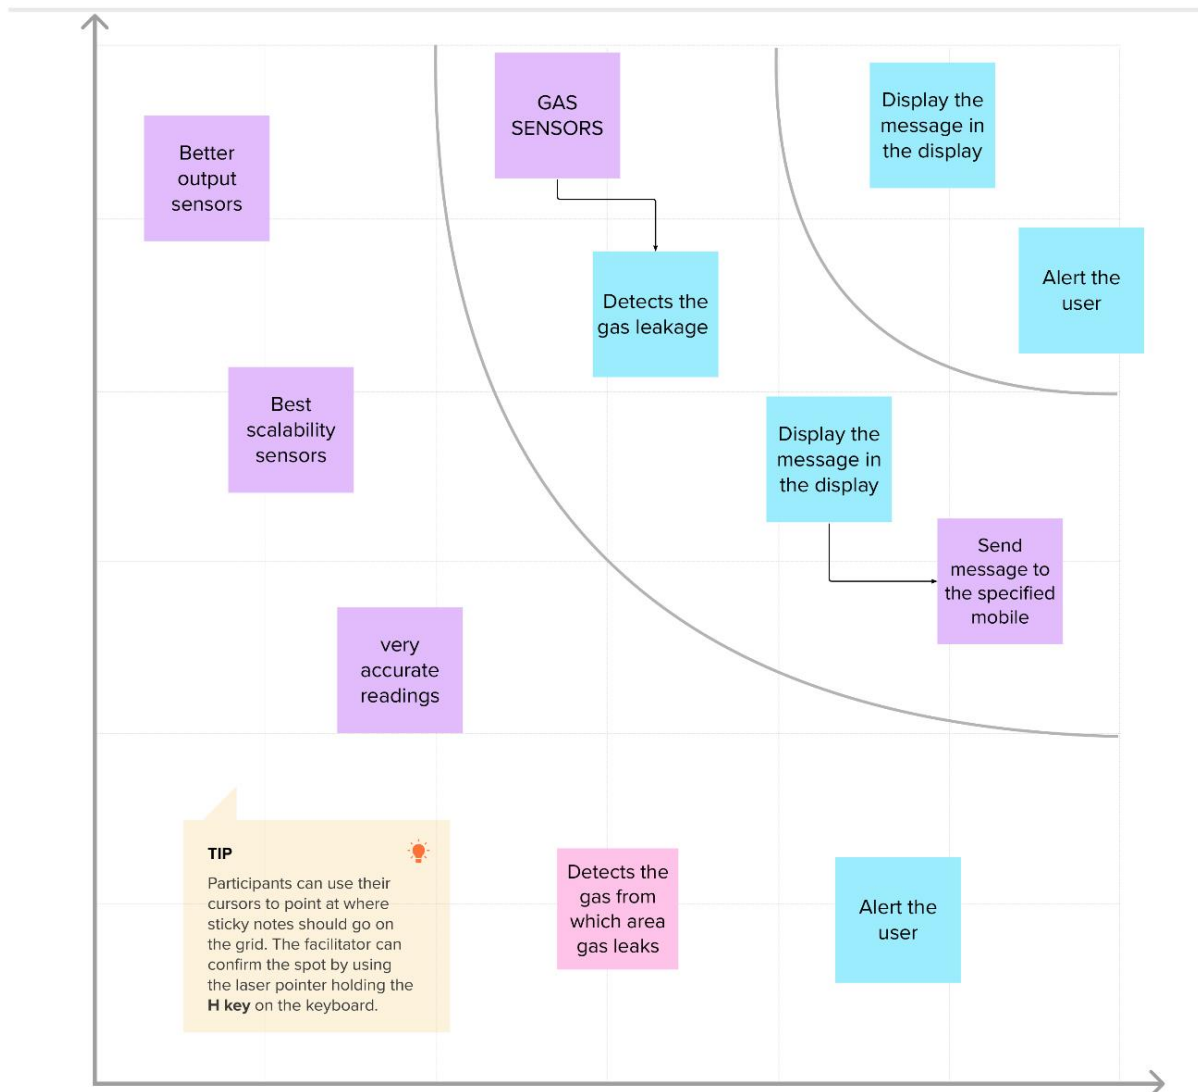 GAS
SENSORS
Display the
message in
the display
Better
output
sensors
Alert the
user
Detects the
gas leakage
Best
scalability
sensors
Display the
message in
the display
Send
message to
the specified
mobile
very
accurate
readings
TIP
Participants can use their
cursors to point at where
sticky notes should go on
the grid. The facilitator can
confirm the spot by using
the laser pointer holding the
H key on the keyboard.
Detects the
gas from
which area
gas leaks
Alert the
user